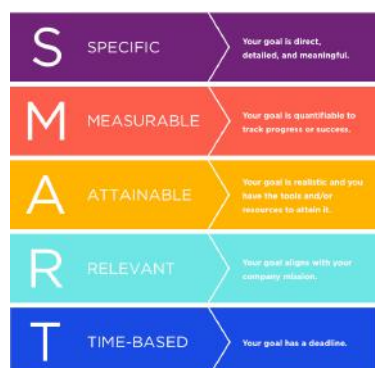 S SPECIFIC
Your goal is direct,
detailed, and meaningful.
M MEASURABLE
Your goal is quantifiable to
track progress or success.
A ATTAINABLE
Your goal is realistic and you
have the tools and/or
resources to attain it.
R RELEVANT
Your goal aligns with your
company mission.
T TIME-BASED
Your goal has a deadline.